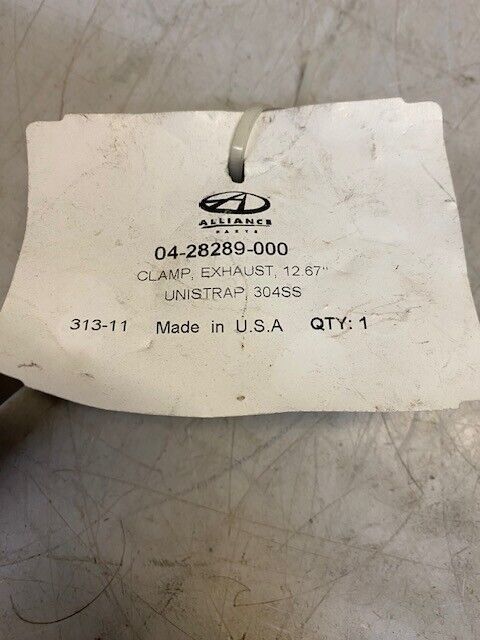 ALLIANCE
PARTS
04-28289-000
CLAMP, EXHAUST, 12.67"
UNISTRAP, 304SS
313-11 Made in U.S.A QTY: 1